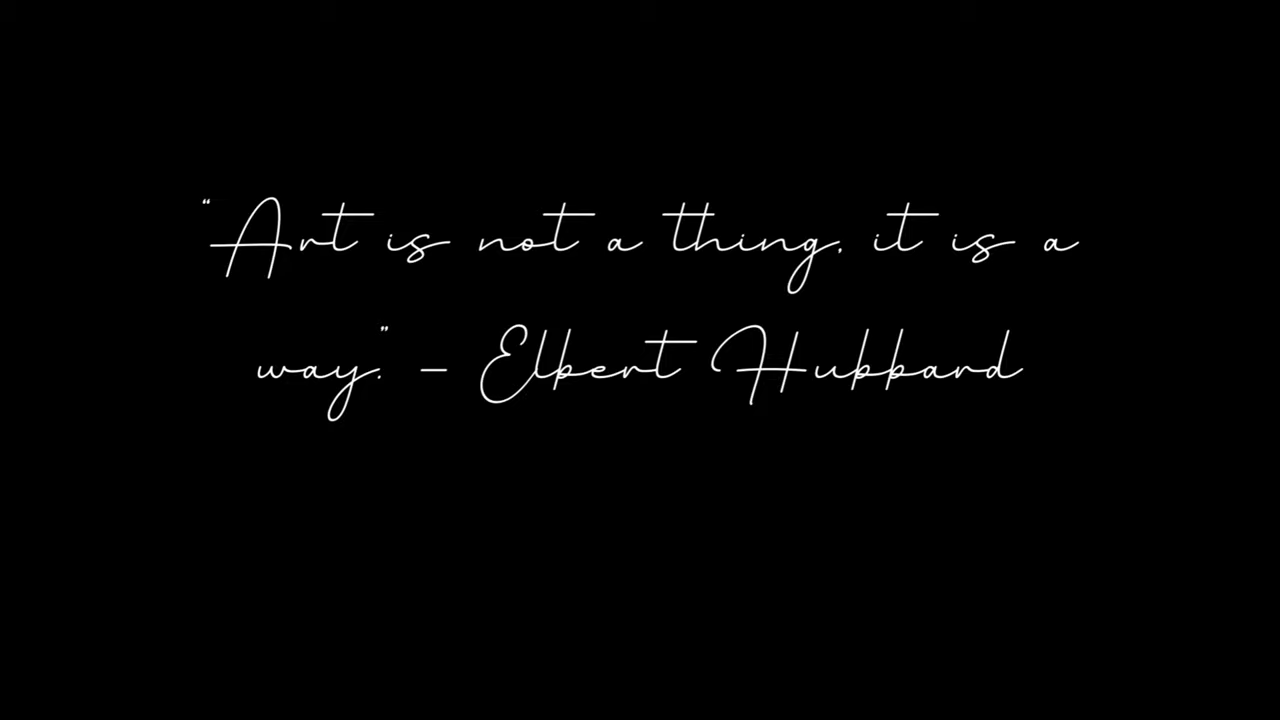 “Art is not a thing, it is a
way.” – Elbert Hubbard